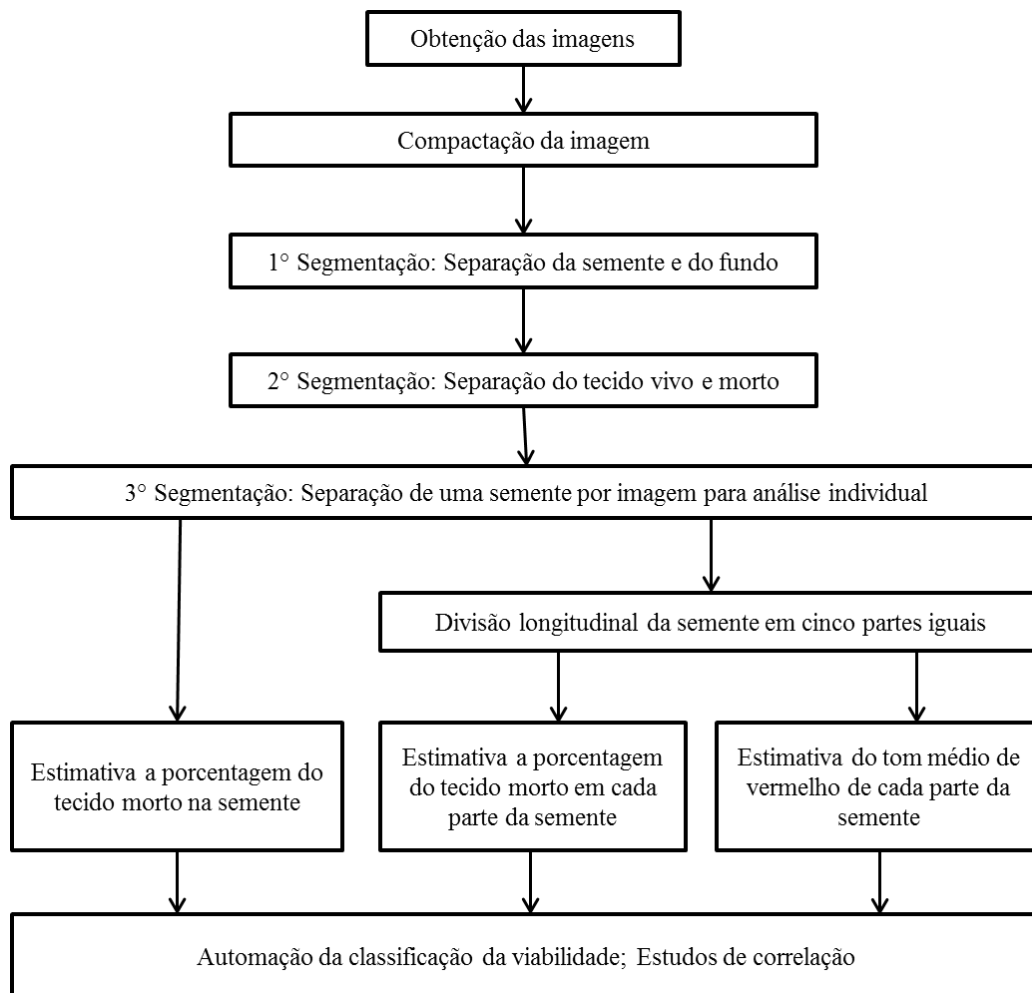 Obtenção das imagens
Compactação da imagem
1° Segmentação: Separação da semente e do fundo
2° Segmentação: Separação do tecido vivo e morto
3° Segmentação: Separação de uma semente por imagem para análise individual
Divisão longitudinal da semente em cinco partes iguais
Estimativa a porcentagem do
tecido morto na semente
Estimativa a porcentagem
do tecido morto em cada
parte da semente
Estimativa do tom médio de
vermelho de cada parte da
semente
Automação da classificação da viabilidade; Estudos de correlação